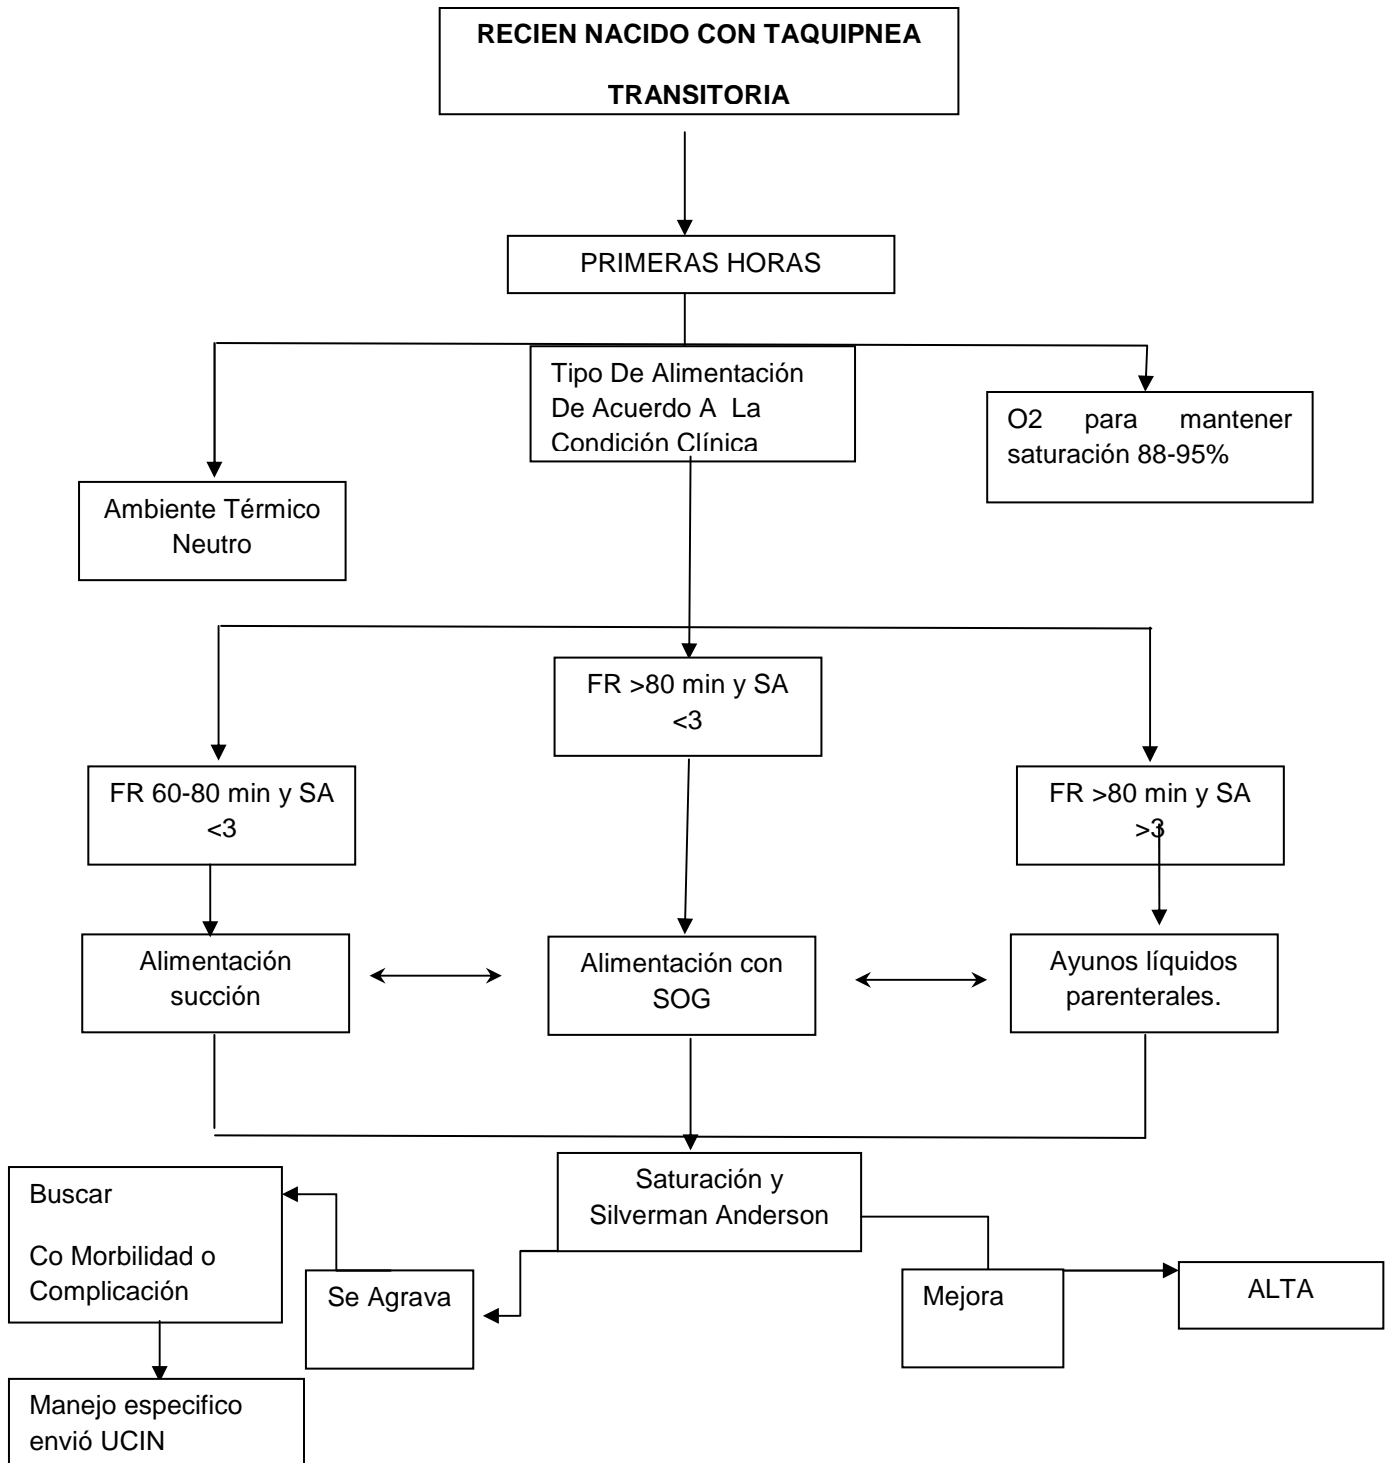 RECIEN NACIDO CON TAQUIPNEA
TRANSITORIA
PRIMERAS HORAS
Tipo De Alimentación
De Acuerdo A La
Condición Clínica
O2 para mantener
saturación 88-95%
Ambiente Térmico
Neutro
FR >80 min y SA
<3
FR 60-80 min y SA
<3
FR >80 min y SA
>3
Alimentación
succión
Alimentación con
SOG
Ayunos líquidos
parenterales.
Saturación y
Silverman Anderson
Buscar
Co Morbilidad o
Complicación
Se Agrava
Mejora
ALTA
Manejo especifico
envió UCIN